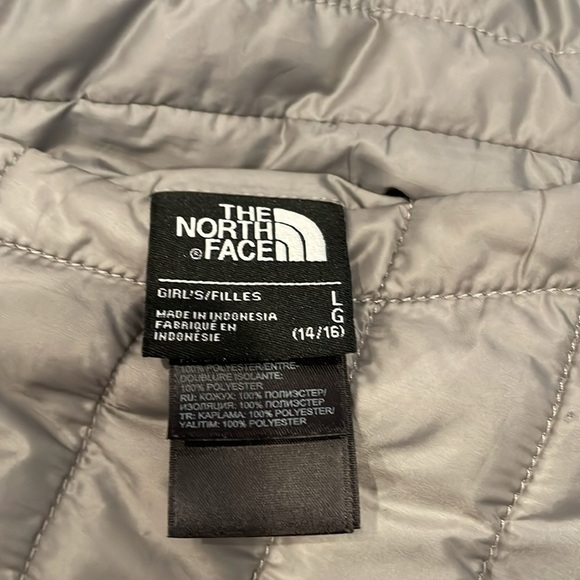 THE
NORTH
®FACE
GIRL'S/FILLES L
MADE IN INDONESIA G
FABRIQUÉ EN (14/16)
INDONÉSIE
100% POLYESTER/ENTRE-
DOUBLURE ISOLANTE:
100% POLYESTER
RU: КОЖУХ: 100% ПОЛИЭСТЕР/
ИЗОЛЯЦИЯ: 100% ПОЛИЭСТЕР
TR: KAPLAMA: 100% POLYESTER/
YALITIM: 100% POLYESTER